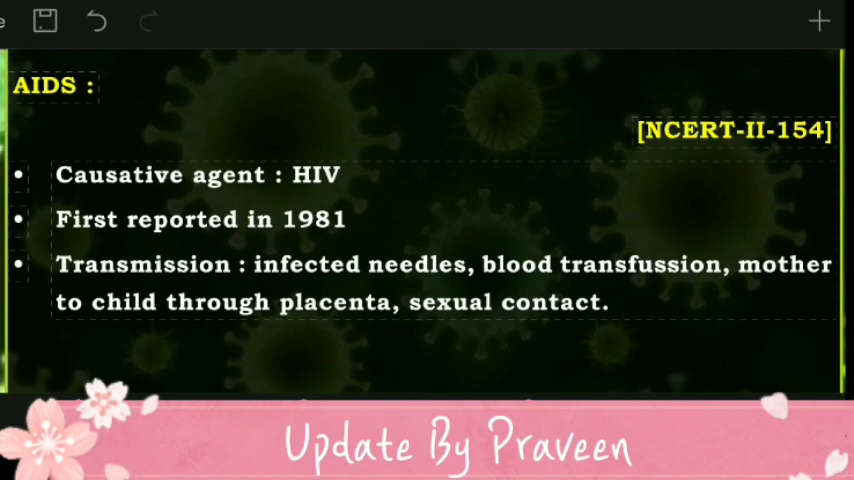 e
AIDS :
[NCERT-II-154]
• Causative agent : HIV
• First reported in 1981
• Transmission : infected needles, blood transfussion, mother
to child through placenta, sexual contact.
Update By Praveen